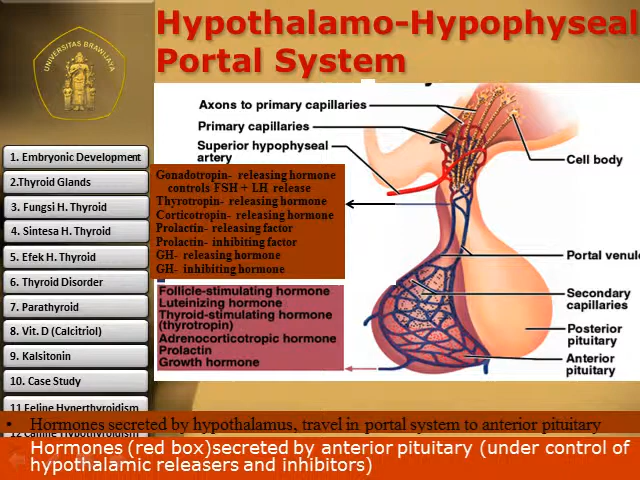 Hypothalamo-Hypophyseal
Portal System
UNIVERSITAS BRAWIJAYA
1. Embryonic Development
2.Thyroid Glands
3. Fungsi H. Thyroid
4. Sintesa H. Thyroid
5. Efek H. Thyroid
6. Thyroid Disorder
7. Parathyroid
8. Vit. D (Calcitriol)
9. Kalsitonin
10. Case Study
11 Feline Hyperthyroidism
12 Canine Hypothyroidism
Axons to primary capillaries
Primary capillaries
Superior hypophyseal
artery
Gonadotropin- releasing hormone
controls FSH + LH release
Thyrotropin- releasing hormone
Corticotropin- releasing hormone
Prolactin- releasing factor
Prolactin- inhibiting factor
GH- releasing hormone
GH- inhibiting hormone
Follicle-stimulating hormone
Luteinizing hormone
Thyroid-stimulating hormone
(thyrotropin)
Adrenocorticotropic hormone
Prolactin
Growth hormone
Cell body
Portal venule
Secondary
capillaries
Posterior
pituitary
Anterior
pituitary
• Hormones secreted by hypothalamus, travel in portal system to anterior pituitary
Hormones (red box)secreted by anterior pituitary (under control of
hypothalamic releasers and inhibitors)